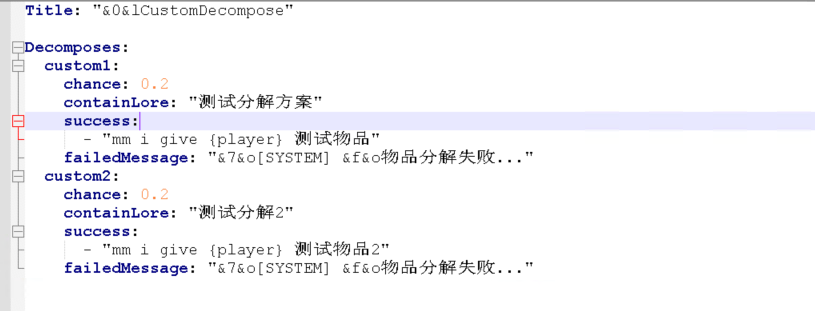 Title: "&0&lCustomDecompose"
Decomposes:
custom1:
chance: 0.2
containLore: "测试分解方案"
success:
- "mm i give {player} 测试物品"
failedMessage: "&7&o[SYSTEM] &f&o物品分解失败..."
custom2:
chance: 0.2
containLore: "测试分解2"
success:
- "mm i give {player} 测试物品2"
failedMessage: "&7&o[SYSTEM] &f&o物品分解失败..."